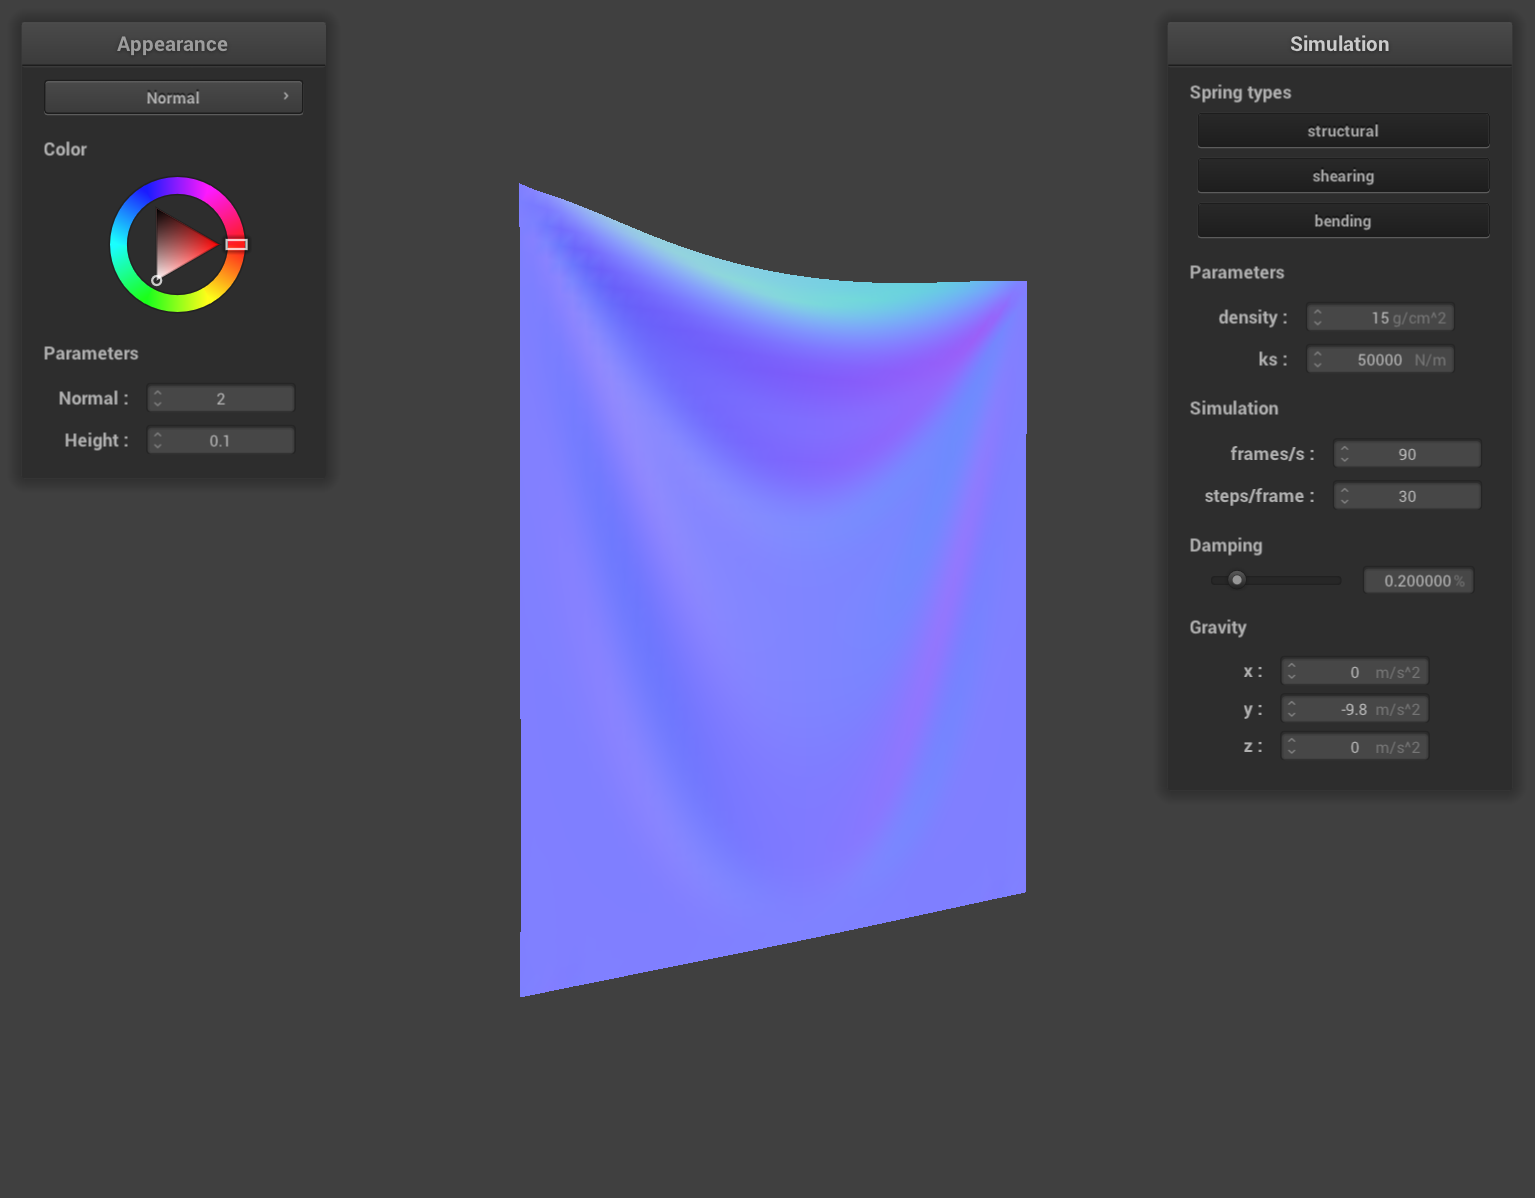 Appearance
Normal
Color
Parameters
Normal : 2
Height : 0.1
Simulation
Spring types
structural
shearing
bending
Parameters
density : 15 g/cm^2
ks : 50000 N/m
Simulation
frames/s : 90
steps/frame : 30
Damping
0.200000 %
Gravity
x : 0 m/s^2
y : -9.8 m/s^2
z : 0 m/s^2